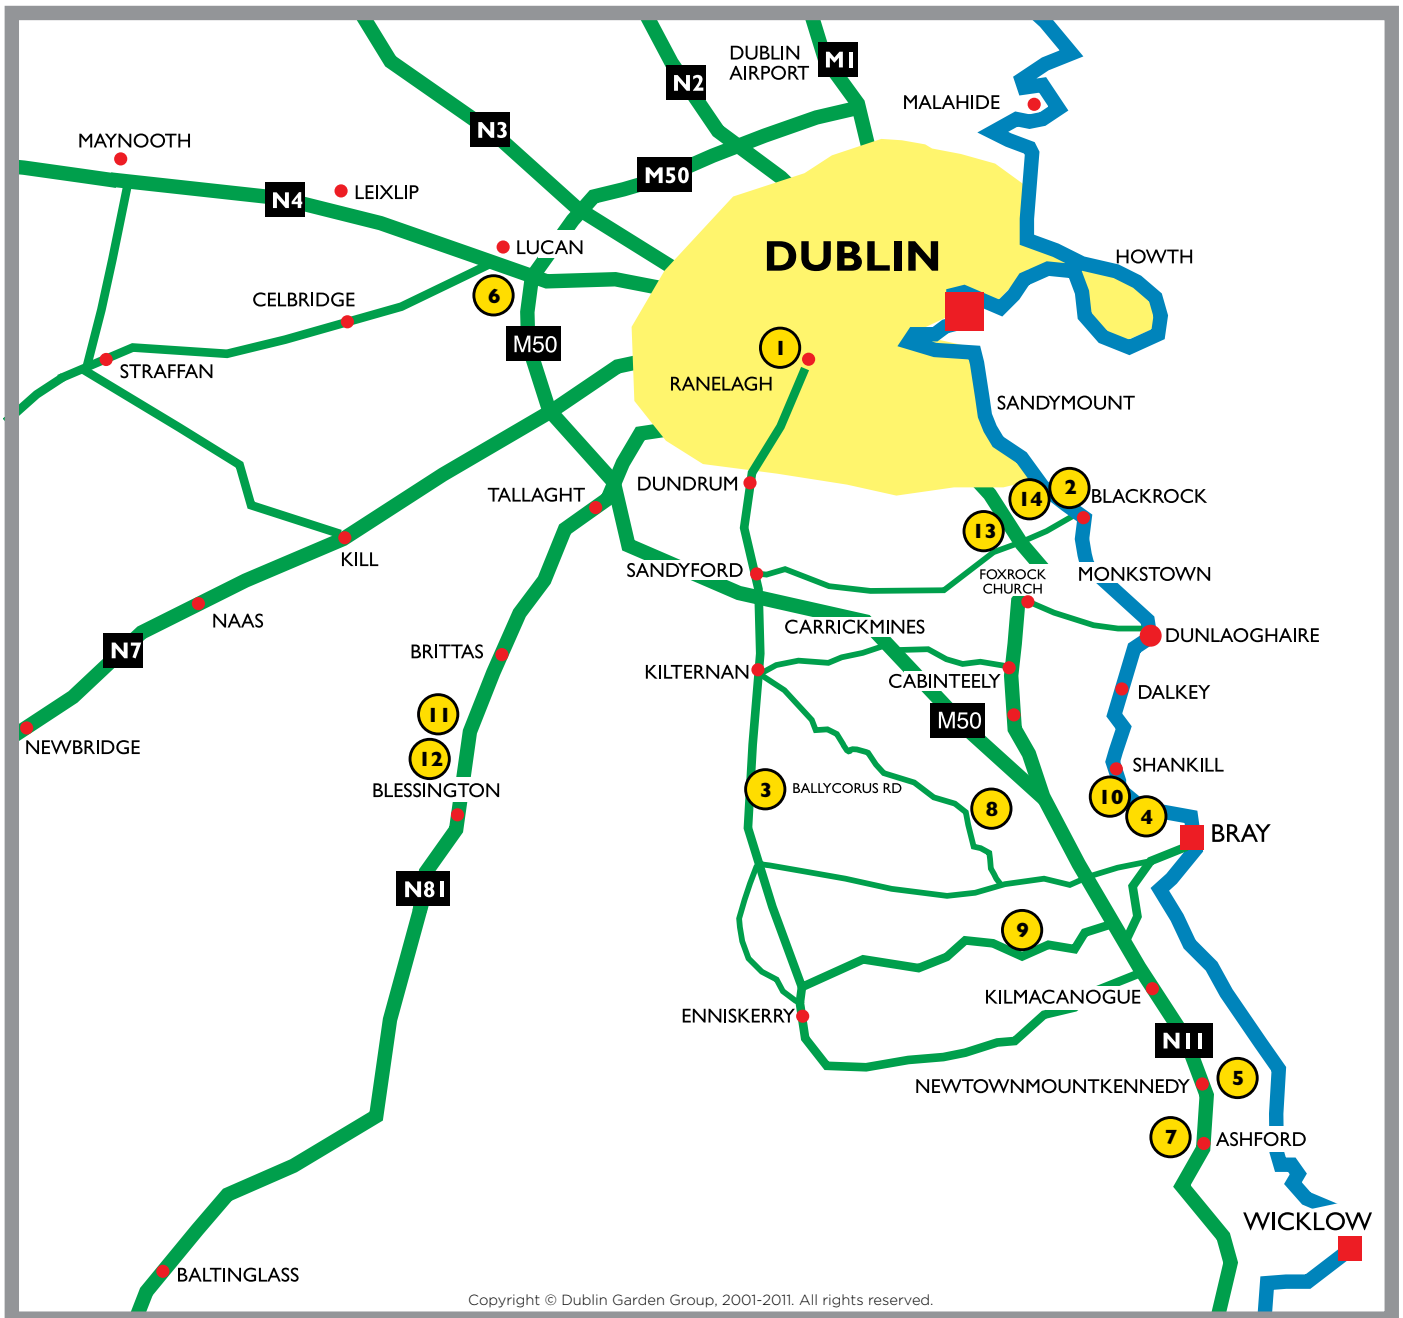 DUBLIN
AIRPORT
M1
N2
MALAHIDE
N3
MAYNOOTH
M50
N4
LEIXLIP
LUCAN
DUBLIN
HOWTH
6
CELBRIDGE
M50
1
STRAFFAN
RANELAGH
SANDYMOUNT
DUNDRUM
TALLAGHT
14
2
BLACKROCK
13
KILL
SANDYFORD
FOXROCK
CHURCH
MONKSTOWN
NAAS
CARRICKMINES
DUNLAOGHAIRE
N7
BRITTAS
KILTERNAN
CABINTEELY
DALKEY
11
M50
NEWBRIDGE
12
SHANKILL
BLESSINGTON
3
BALLYCORUS RD
8
10
4
BRAY
N81
9
KILMACANOGUE
ENNISKERRY
N11
NEWTOWNMOUNTKENNEDY
5
7
ASHFORD
WICKLOW
BALTINGLASS
Copyright © Dublin Garden Group, 2001-2011. All rights reserved.